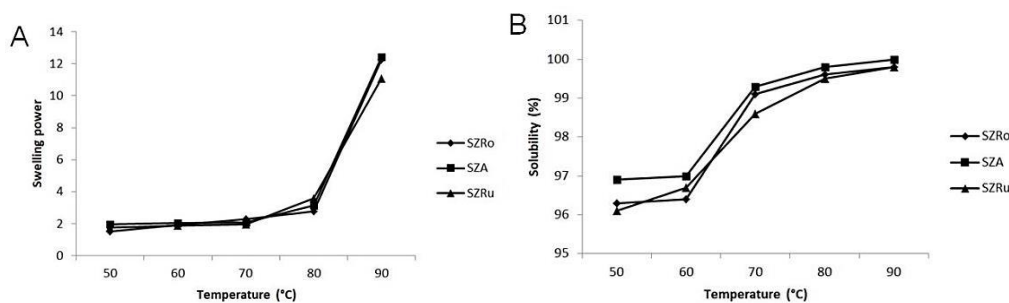 A
14
12
10
8
6
4
2
0
Swelling power
50 60 70 80 90
Temperature (°C)
SZRo
SZA
SZRu
B
101
100
99
98
97
96
95
Solubility (%)
50 60 70 80 90
Temperature (°C)
SZRo
SZA
SZRu